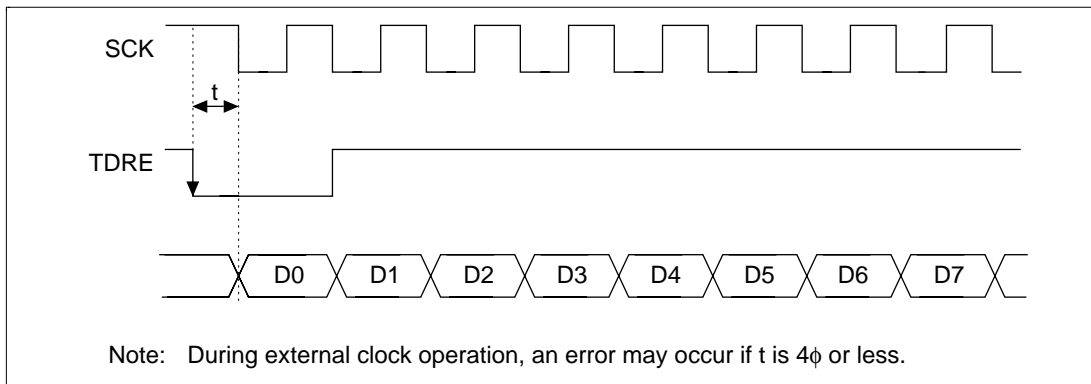 SCK
t
TDRE
D0 D1 D2 D3 D4 D5 D6 D7
Note: During external clock operation, an error may occur if t is 4ϕ or less.